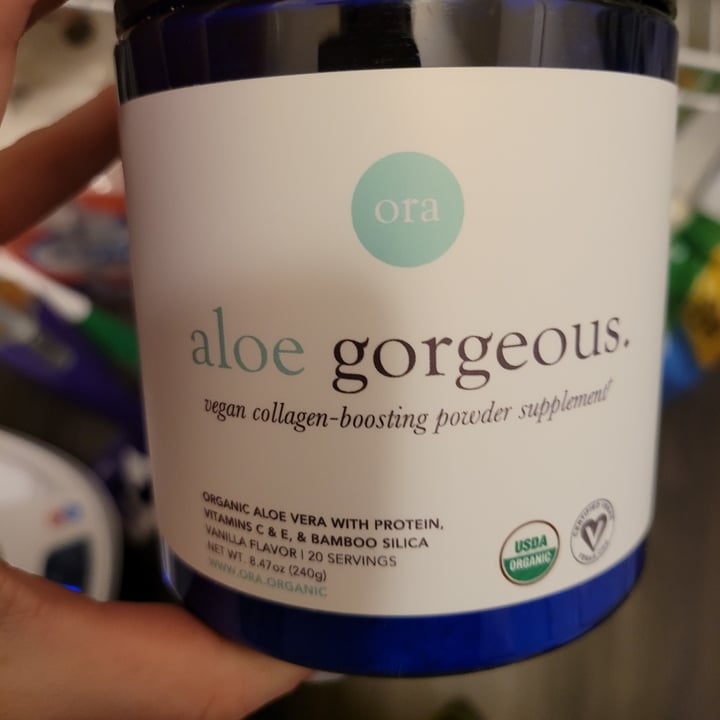 ora
aloe gorgeous.
vegan collagen-boosting powder supplement†
ORGANIC ALOE VERA WITH PROTEIN,
VITAMINS C & E, & BAMBOO SILICA
VANILLA FLAVOR | 20 SERVINGS
NET WT. 8.47oz (240g)
WWW.ORA.ORGANIC
USDA
ORGANIC
CERTIFIED